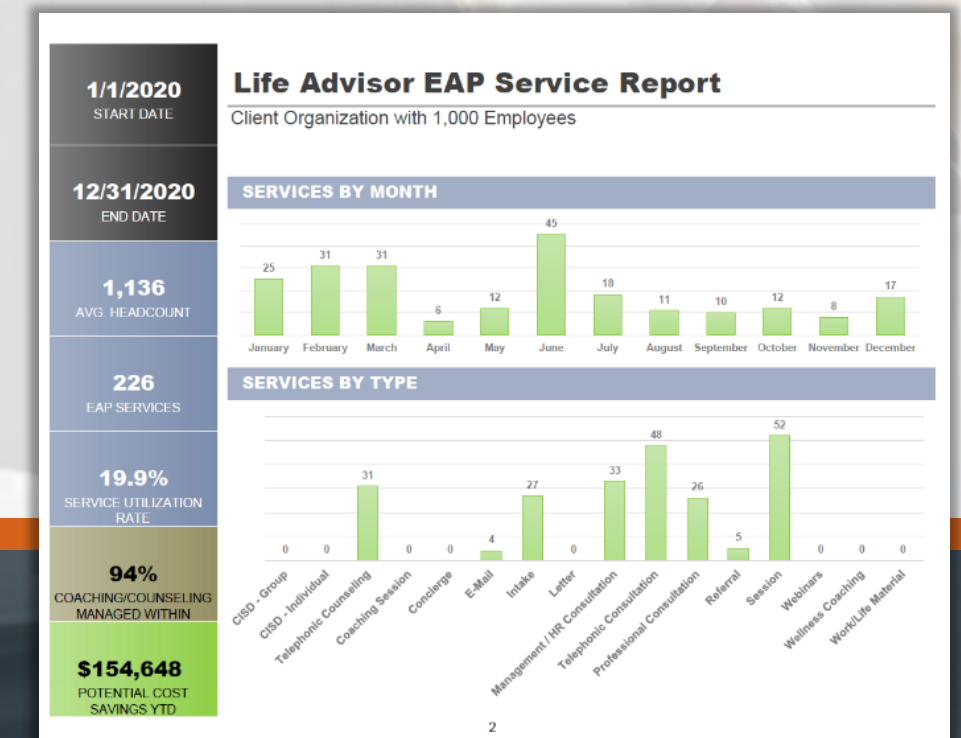 1/1/2020
START DATE
12/31/2020
END DATE
1,136
AVG. HEADCOUNT
226
EAP SERVICES
19.9%
SERVICE UTILIZATION
RATE
94%
COACHING/COUNSELING
MANAGED WITHIN
$154,648
POTENTIAL COST
SAVINGS YTD
Life Advisor EAP Service Report
Client Organization with 1,000 Employees
SERVICES BY MONTH
25 31 31 6 12 45 18 11 10 12 8 17
January February March April May June July August September October November December
SERVICES BY TYPE
0 0 31 0 0 4 27 0 33 48 26 5 52 0 0 0
CISD - Group
CISD - Individual
Telephonic Counseling
Coaching Session
Concierge
E-Mail
Intake
Letter
Management / HR Consultation
Telephonic Consultation
Professional Consultation
Referral
Session
Webinars
Wellness Coaching
Work/Life Material
2